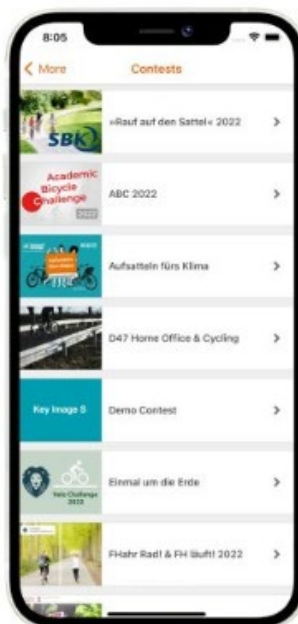 8:05
More
Contests
SBK
»Rauf auf den Sattel« 2022
Academic
Bicycle
Challenge
2022
ABC 2022
Aufsatteln fürs Klima
D47 Home Office & Cycling
Key Image S
Demo Contest
Velo Challenge
2022
Einmal um die Erde
FHahr Rad! & FH läuft! 2022